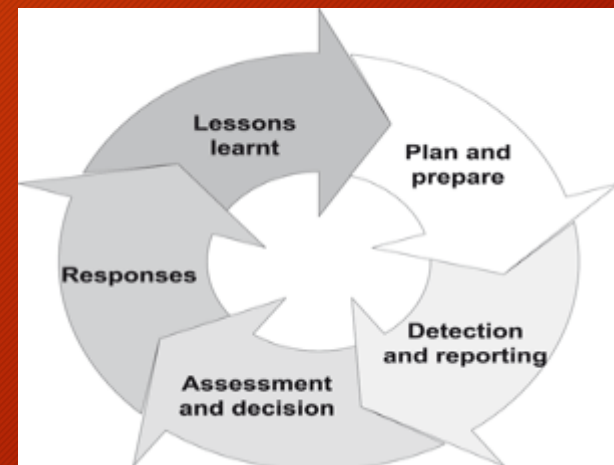 Lessons
learnt
Plan and
prepare
Detection
and reporting
Assessment
and decision
Responses